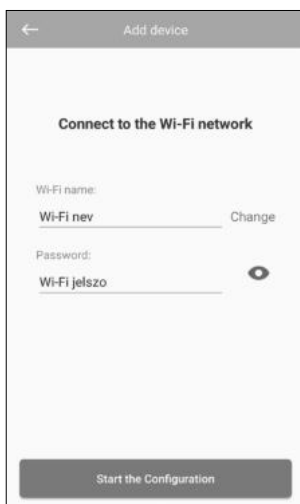 Add device
Connect to the Wi-Fi network
Wi-Fi name:
Wi-Fi nev Change
Password:
Wi-Fi jelszo
Start the Configuration